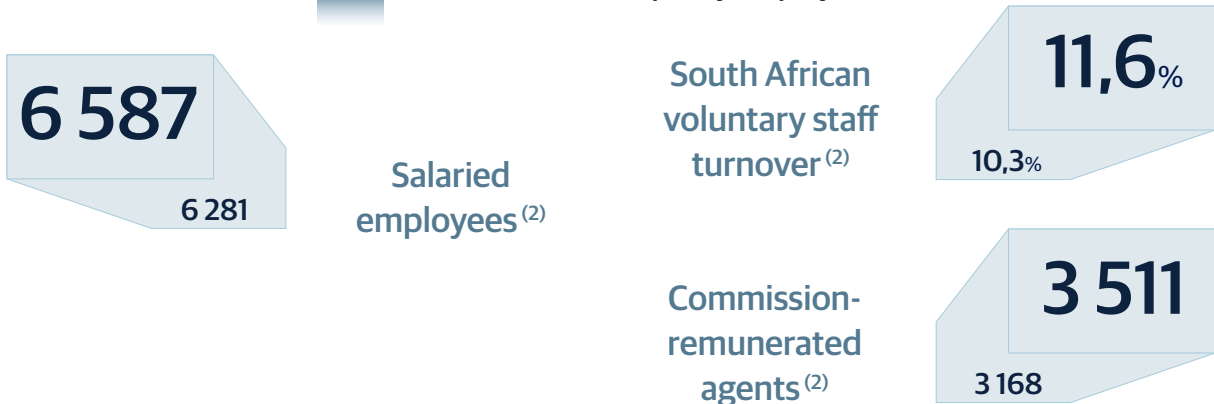 6 587
6 281
Salaried
employees (2)
South African
voluntary staff
turnover (2)
11,6%
10,3%
Commission-
remunerated
agents (2)
3 511
3 168